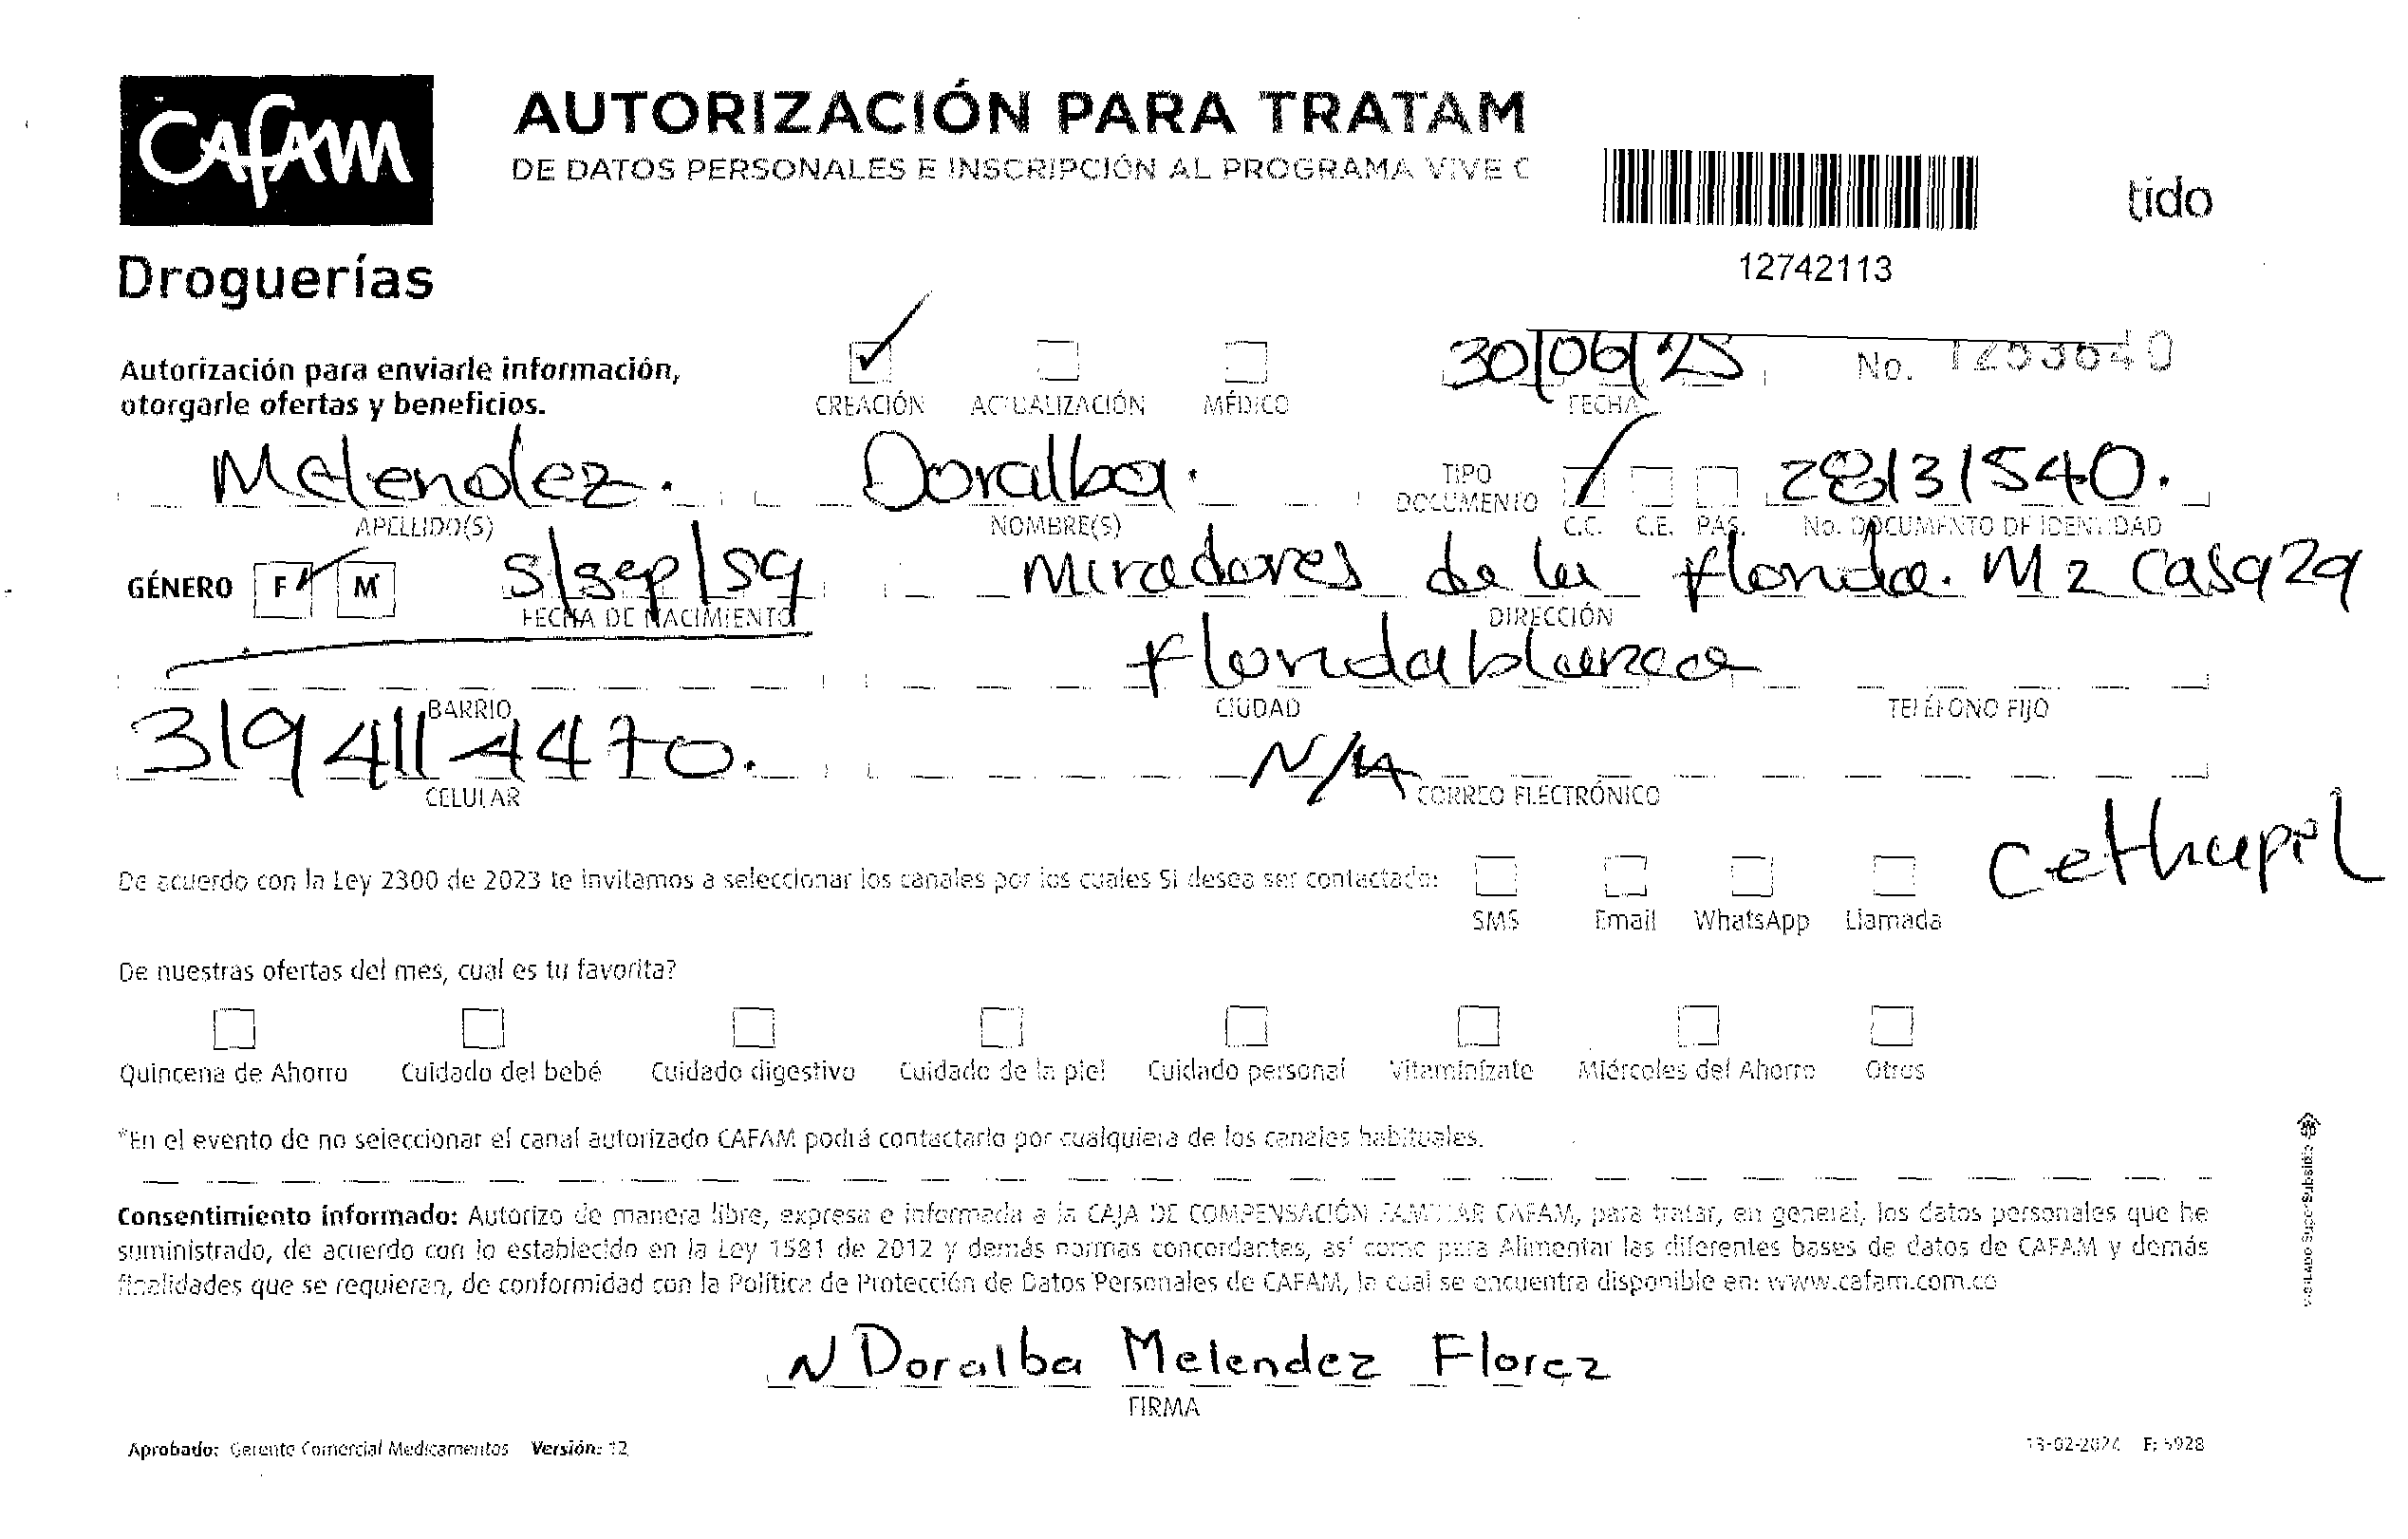 CAFAM
Droguerías
AUTORIZACIÓN PARA TRATAM
DE DATOS PERSONALES E INSCRIPCIÓN AL PROGRAMA VIVE C
tido
12742113
Autorización para enviarle información,
otorgarle ofertas y beneficios.
CREACIÓN ACTUALIZACIÓN MÉDICO
30/06/25 No.
FECHA
Melendez. Doralba. TIPO DOCUMENTO 28131540.
APELLIDO(S) NOMBRE(S) C.C. C.E. PAS. No. DOCUMENTO DE IDENTIDAD
GÉNERO F M 5/sep/59 Miradores de la florida. M2 Casa 29
FECHA DE NACIMIENTO DIRECCIÓN
floridablanca
BARRIO CIUDAD TELÉFONO FIJO
3194114470. N/A
CELULAR CORREO ELECTRÓNICO
De acuerdo con la Ley 2300 de 2023 te invitamos a seleccionar los canales por los cuales Si desea ser contactado:
SMS Email WhatsApp Llamada
De nuestras ofertas del mes, cual es tu favorita?
Quincena de Ahorro Cuidado del bebé Cuidado digestivo Cuidado de la piel Cuidado personal Vitaminízate Miércoles del Ahorro Otros
*En el evento de no seleccionar el canal autorizado CAFAM podrá contactarlo por cualquiera de los canales habituales.
Consentimiento informado: Autorizo de manera libre, expresa e informada a la CAJA DE COMPENSACIÓN FAMILIAR CAFAM, para tratar, en general, los datos personales que he
suministrado, de acuerdo con lo establecido en la Ley 1581 de 2012 y demás normas concordantes, así como para Alimentar las diferentes bases de datos de CAFAM y demás
finalidades que se requieran, de conformidad con la Política de Protección de Datos Personales de CAFAM, la cual se encuentra disponible en: www.cafam.com.co
VIGILADO SuperSubsidio
N Doralba Melendez Florez
FIRMA
Aprobado: Gerente Comercial Medicamentos Versión: 12
13-02-2024 F: 5928